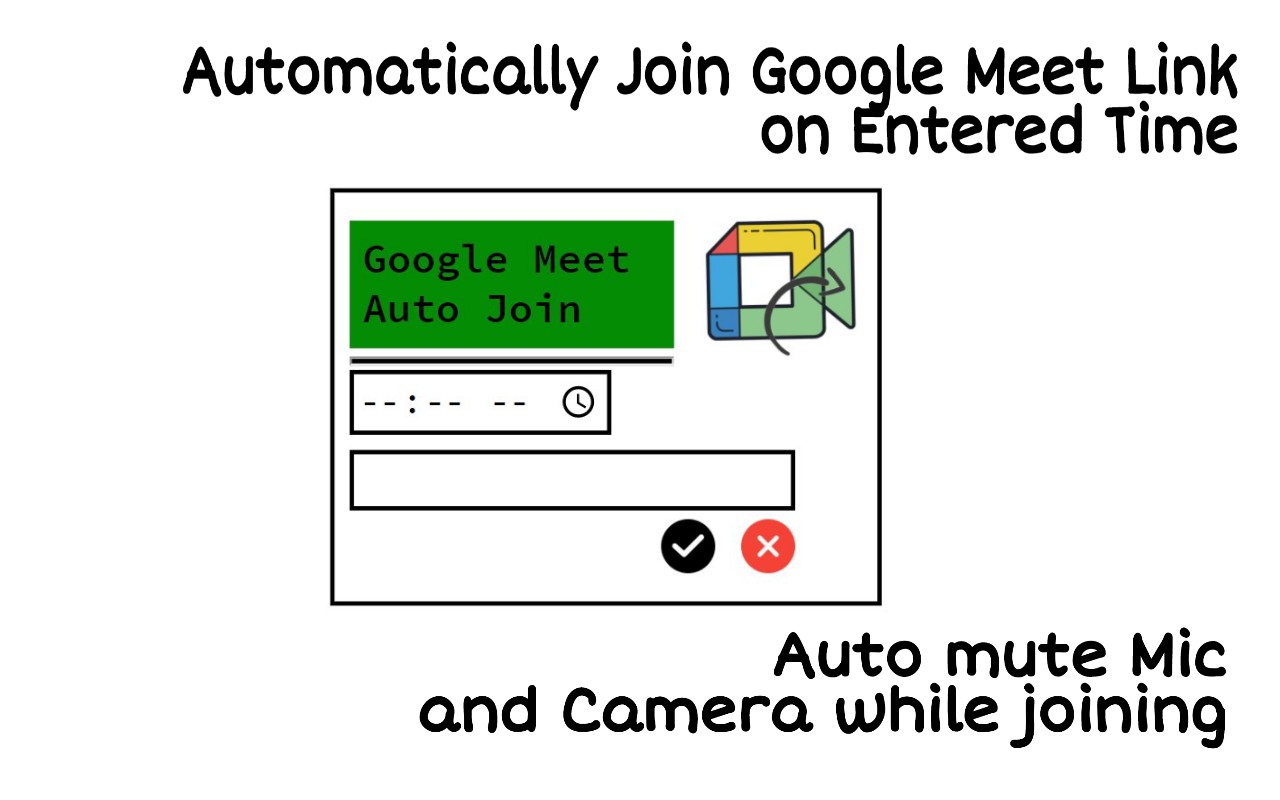 Automatically Join Google Meet Link
on Entered Time
Google Meet
Auto Join
--:-- --
Auto mute Mic
and Camera while joining